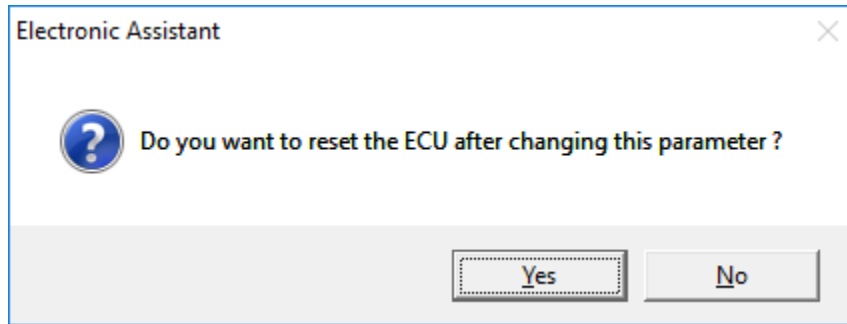 Electronic Assistant
Do you want to reset the ECU after changing this parameter ?
Yes
No